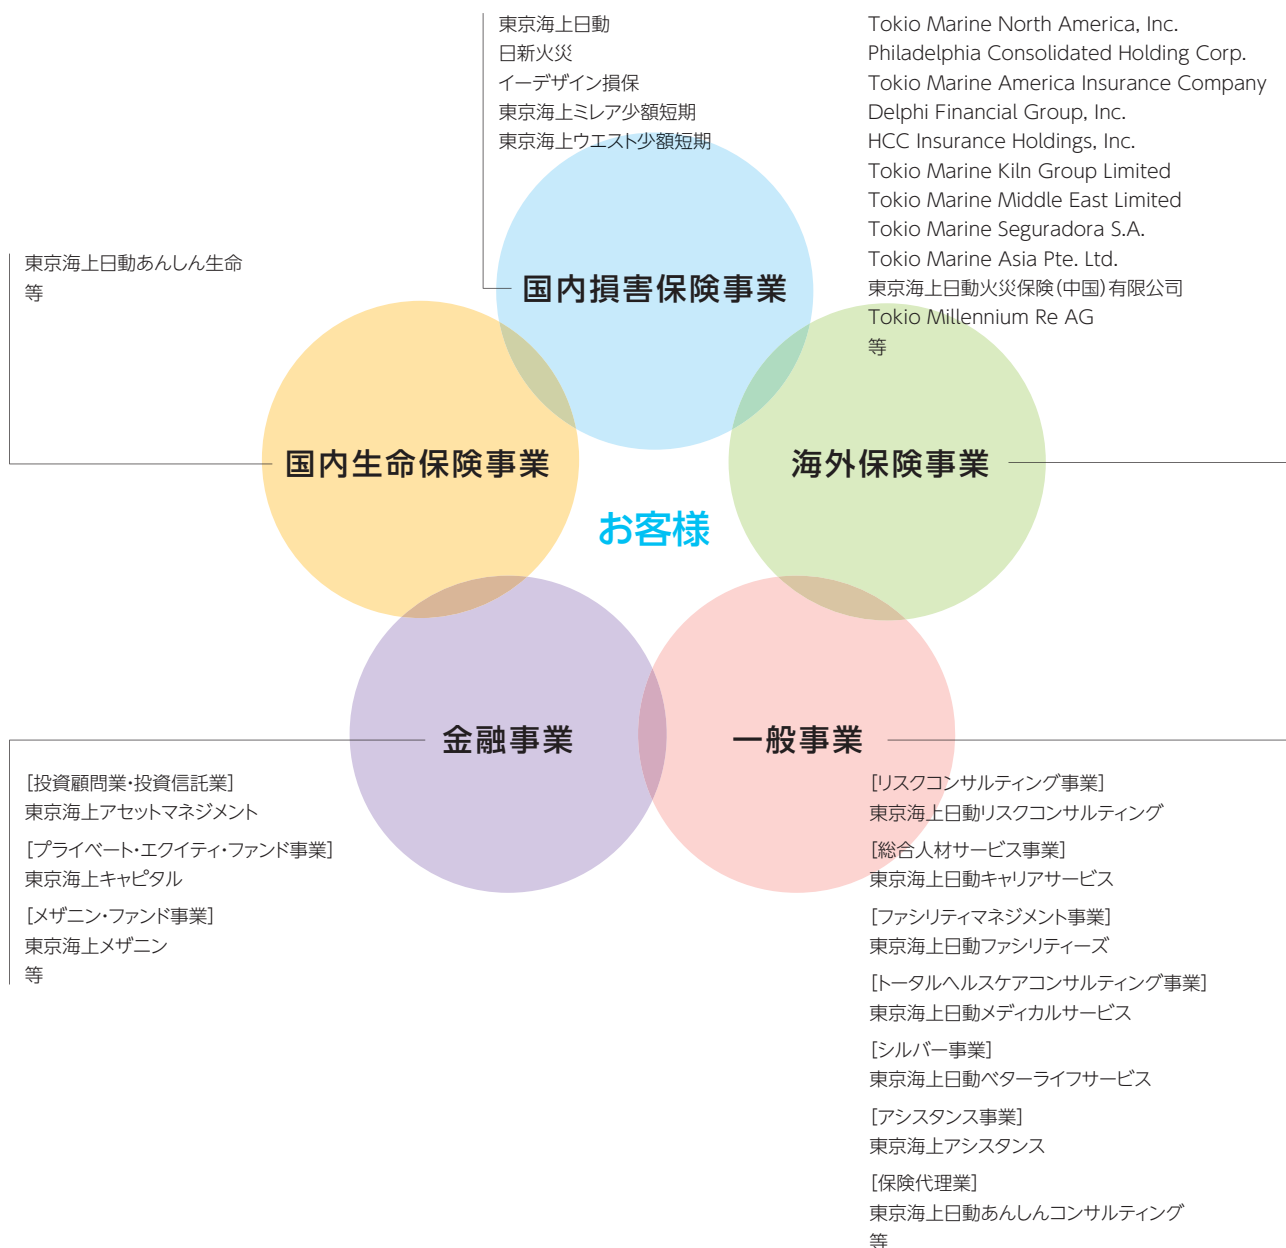 東京海上日動
日新火災
イーデザイン損保
東京海上ミレア少額短期
東京海上ウエスト少額短期
国内損害保険事業
Tokio Marine North America, Inc.
Philadelphia Consolidated Holding Corp.
Tokio Marine America Insurance Company
Delphi Financial Group, Inc.
HCC Insurance Holdings, Inc.
Tokio Marine Kiln Group Limited
Tokio Marine Middle East Limited
Tokio Marine Seguradora S.A.
Tokio Marine Asia Pte. Ltd.
東京海上日動火災保険(中国)有限公司
Tokio Millennium Re AG
等
海外保険事業
東京海上日動あんしん生命
等
国内生命保険事業
お客様
金融事業
[投資顧問業・投資信託業]
東京海上アセットマネジメント
[プライベート・エクイティ・ファンド事業]
東京海上キャピタル
[メザニン・ファンド事業]
東京海上メザニン
等
一般事業
[リスクコンサルティング事業]
東京海上日動リスクコンサルティング
[総合人材サービス事業]
東京海上日動キャリアサービス
[ファシリティマネジメント事業]
東京海上日動ファシリティーズ
[トータルヘルスケアコンサルティング事業]
東京海上日動メディカルサービス
[シルバー事業]
東京海上日動ベターライフサービス
[アシスタンス事業]
東京海上アシスタンス
[保険代理業]
東京海上日動あんしんコンサルティング
等